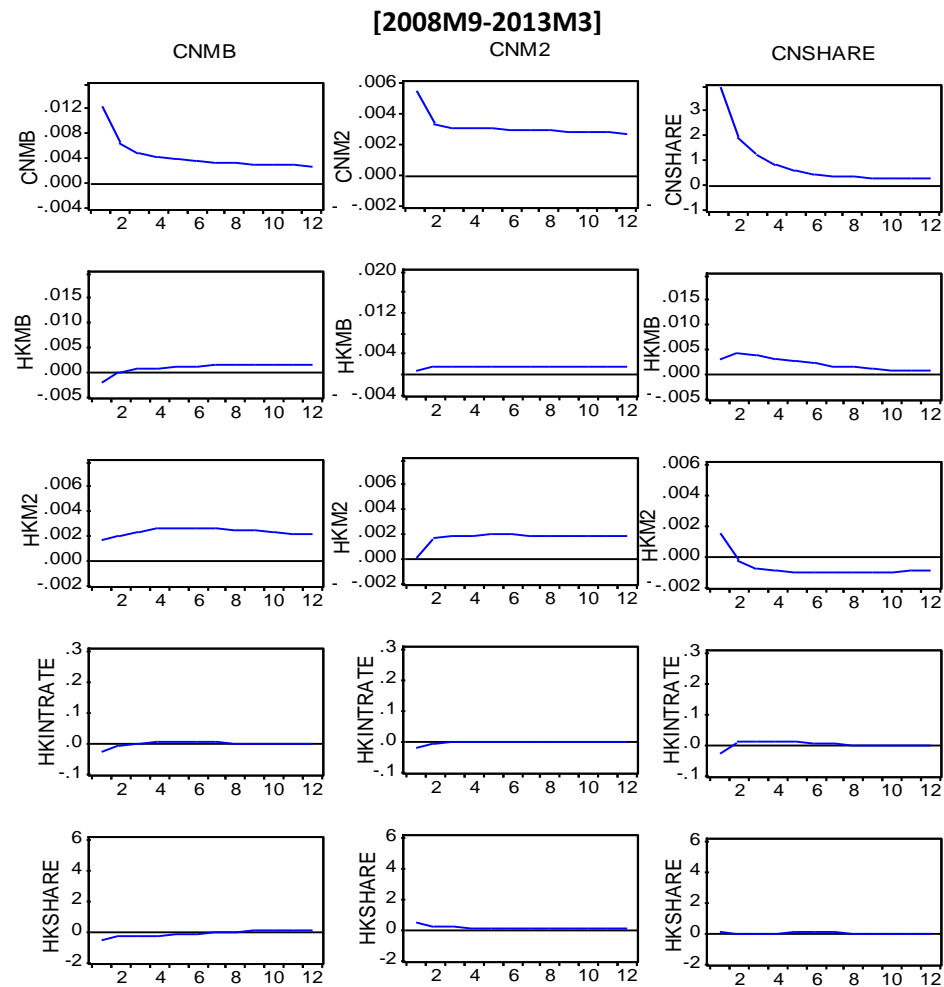 [2008M9-2013M3]
CNMB
CNM2
CNSHARE
CNMB
.012
.008
.004
.000
-.004
2 4 6 8 10 12
CNM2
.006
.004
.002
.000
- -.002
2 4 6 8 10 12
CNSHARE
3
2
1
0
- -1
2 4 6 8 10 12
HKMB
.015
.010
.005
.000
-.005
2 4 6 8 10 12
HKMB
.020
.012
.004
- -.004
2 4 6 8 10 12
HKMB
.015
.010
.005
.000
- -.005
2 4 6 8 10 12
HKM2
.006
.004
.002
.000
-.002
2 4 6 8 10 12
HKM2
.006
.004
.002
.000
- -.002
2 4 6 8 10 12
HKM2
.006
.004
.002
.000
- -.002
2 4 6 8 10 12
HKINTRATE
.3
.2
.1
.0
-.1
2 4 6 8 10 12
HKINTRATE
.3
.2
.1
.0
-.1
2 4 6 8 10 12
HKINTRATE
.3
.2
.1
.0
-.1
2 4 6 8 10 12
HKSHARE
6
4
2
0
-2
2 4 6 8 10 12
HKSHARE
6
4
2
0
-2
2 4 6 8 10 12
HKSHARE
6
4
2
0
-2
2 4 6 8 10 12